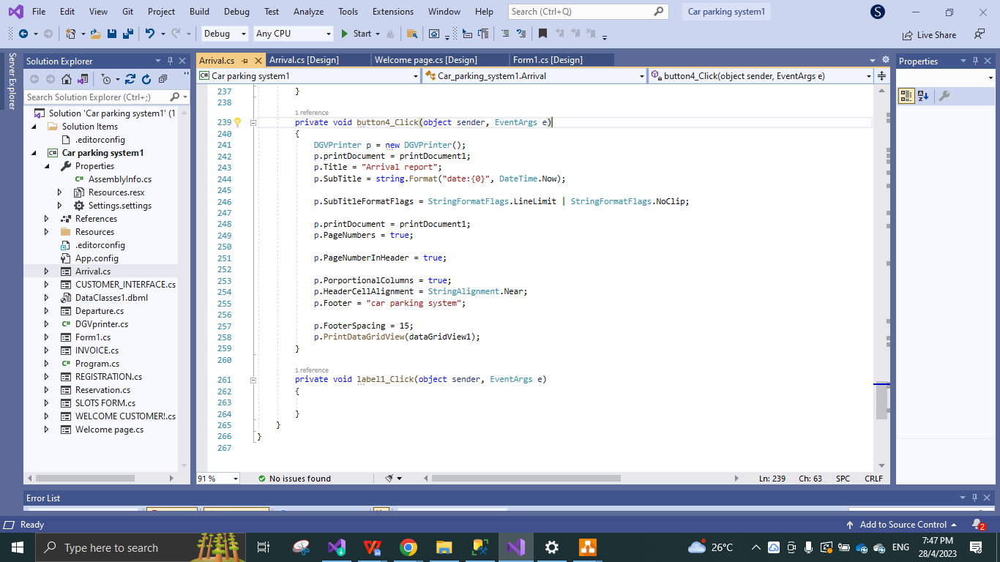 File Edit View Git Project Build Debug Test Analyze Tools Extensions Window Help Search (Ctrl+Q) Car parking system1 S
Debug Any CPU Start Live Share
Server Explorer
Solution Explorer
Search Solution Explorer (Ctrl+;)
Solution 'Car parking system1' (1
Solution Items
.editorconfig
Car parking system1
Properties
AssemblyInfo.cs
Resources.resx
Settings.settings
References
Resources
.editorconfig
App.config
Arrival.cs
CUSTOMER_INTERFACE.cs
DataClasses1.dbml
Departure.cs
DGVprinter.cs
Form1.cs
INVOICE.cs
Program.cs
REGISTRATION.cs
Reservation.cs
SLOTS FORM.cs
WELCOME CUSTOMER!.cs
Welcome page.cs
Arrival.cs Arrival.cs [Design] Welcome page.cs [Design] Form1.cs [Design]
Car parking system1 Car_parking_system1.Arrival button4_Click(object sender, EventArgs e)
237 }
238
1 reference
239 private void button4_Click(object sender, EventArgs e)
240 {
241 DGVPrinter p = new DGVPrinter();
242 p.printDocument = printDocument1;
243 p.Title = "Arrival report";
244 p.SubTitle = string.Format("date:{0}", DateTime.Now);
245
246 p.SubTitleFormatFlags = StringFormatFlags.LineLimit | StringFormatFlags.NoClip;
247
248 p.printDocument = printDocument1;
249 p.PageNumbers = true;
250
251 p.PageNumberInHeader = true;
252
253 p.PorportionalColumns = true;
254 p.HeaderCellAlignment = StringAlignment.Near;
255 p.Footer = "car parking system";
256
257 p.FooterSpacing = 15;
258 p.PrintDataGridView(dataGridView1);
259 }
260
1 reference
261 private void label1_Click(object sender, EventArgs e)
262 {
263
264 }
265 }
266 }
267
91 % No issues found Ln: 239 Ch: 63 SPC CRLF
Properties
Error List
Ready Add to Source Control 2
Type here to search 26°C ENG 7:47 PM
28/4/2023